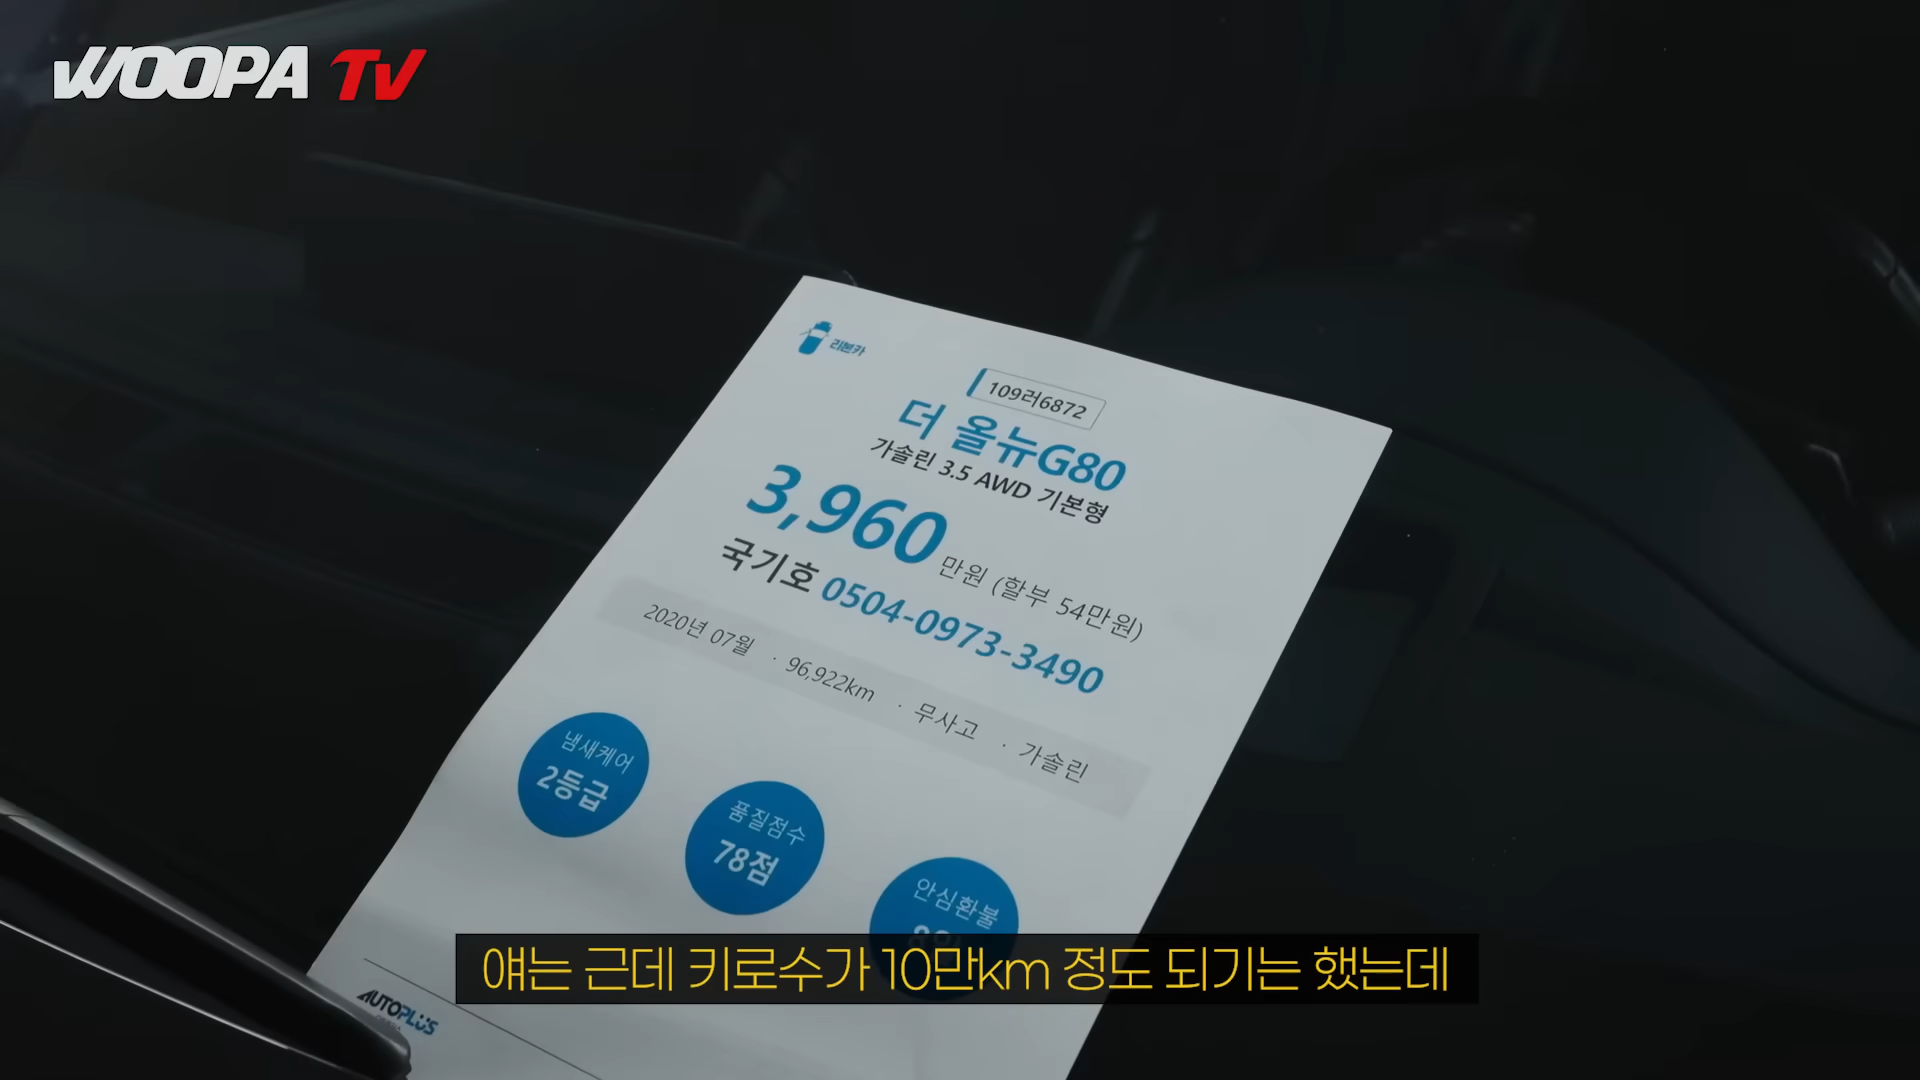 WOOPA TV
리본카
109러6872
더 올뉴G80
가솔린 3.5 AWD 기본형
3,960만원 (할부 54만원)
국기호 0504-0973-3490
2020년 07월 · 96,922km · 무사고 · 가솔린
냄새케어
2등급
품질점수
78점
안심환불
AUTOPLUS
얘는 근데 키로수가 10만km 정도 되기는 했는데